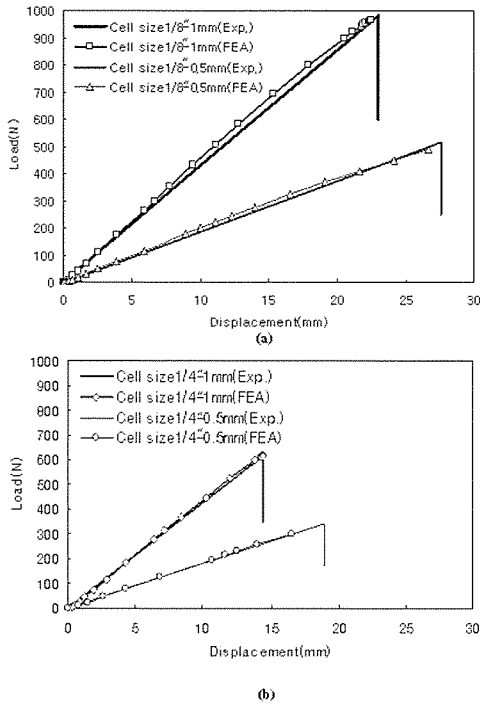 1000
900
800
700
600
500
400
300
200
100
0
Load(N)
Cell size1/8"1mm(Exp.)
Cell size1/8"1mm(FEA)
Cell size1/8"0.5mm(Exp.)
Cell size1/8"0.5mm(FEA)
0 5 10 15 20 25 30
Displacement(mm)
(a)
1000
900
800
700
600
500
400
300
200
100
0
Load(N)
Cell size1/4"1mm(Exp.)
Cell size1/4"1mm(FEA)
Cell size1/4"0.5mm(Exp.)
Cell size1/4"0.5mm(FEA)
0 5 10 15 20 25 30
Displacement(mm)
(b)